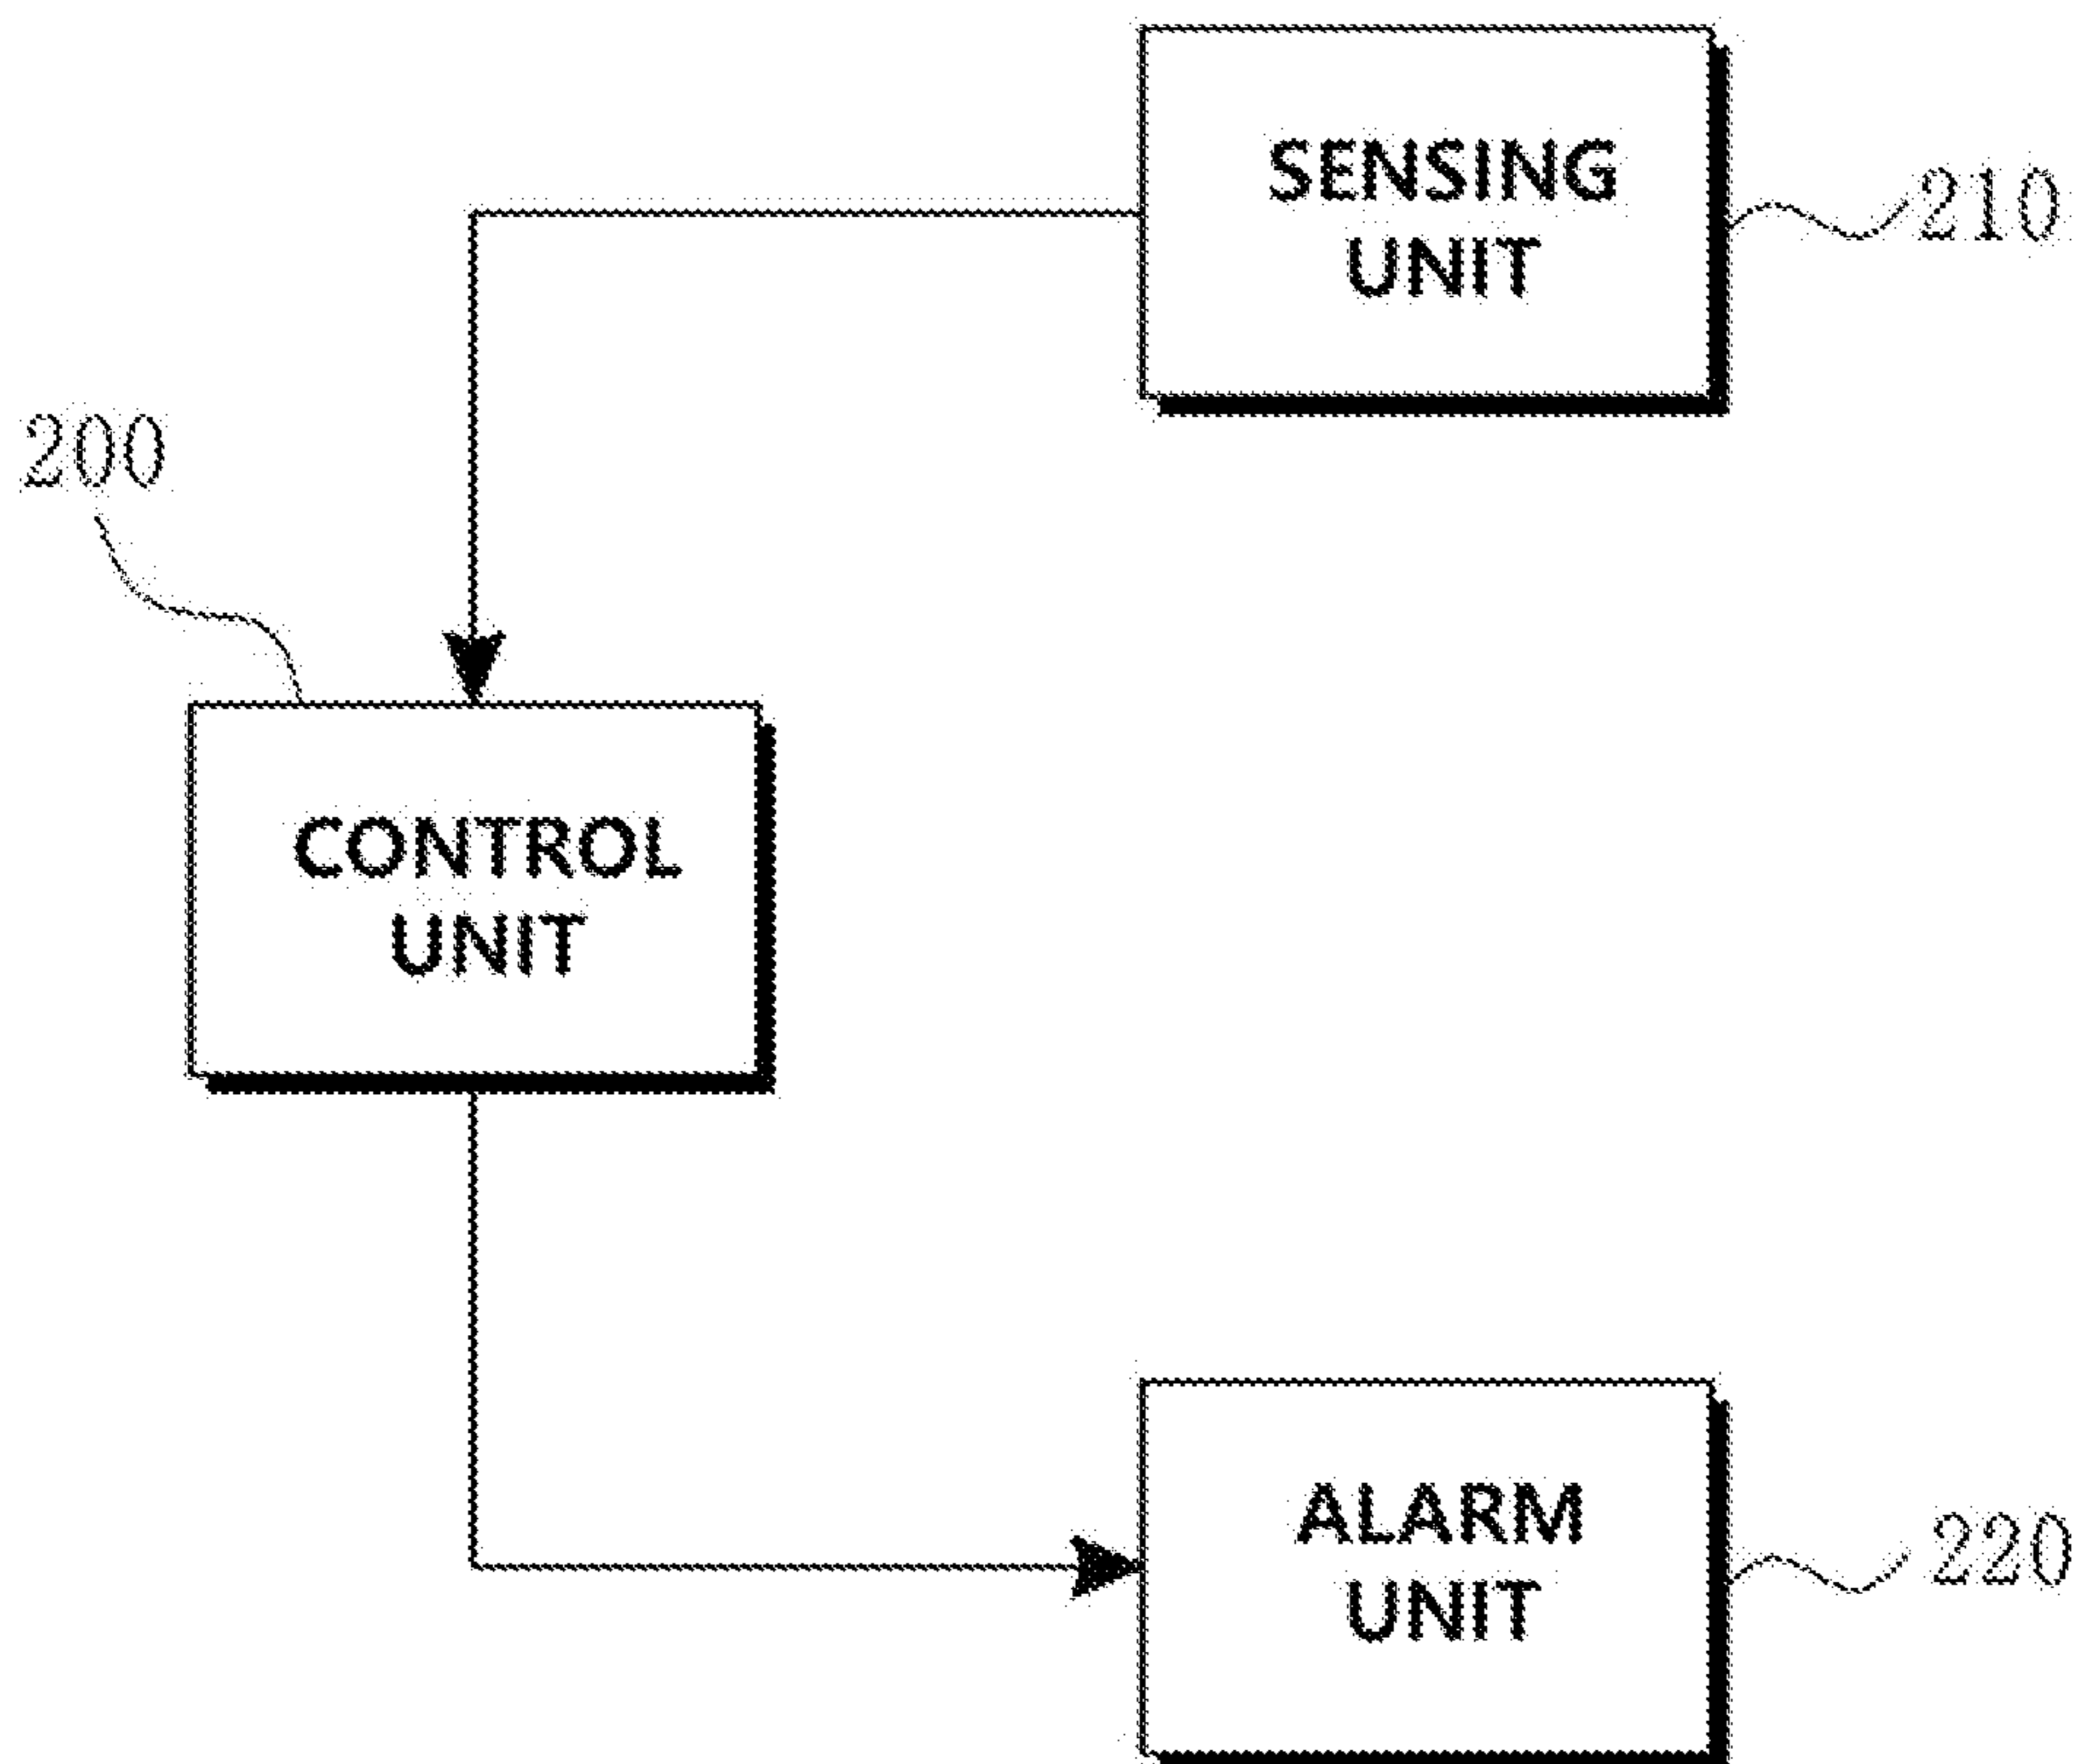 SENSING
UNIT
210
200
CONTROL
UNIT
ALARM
UNIT
220